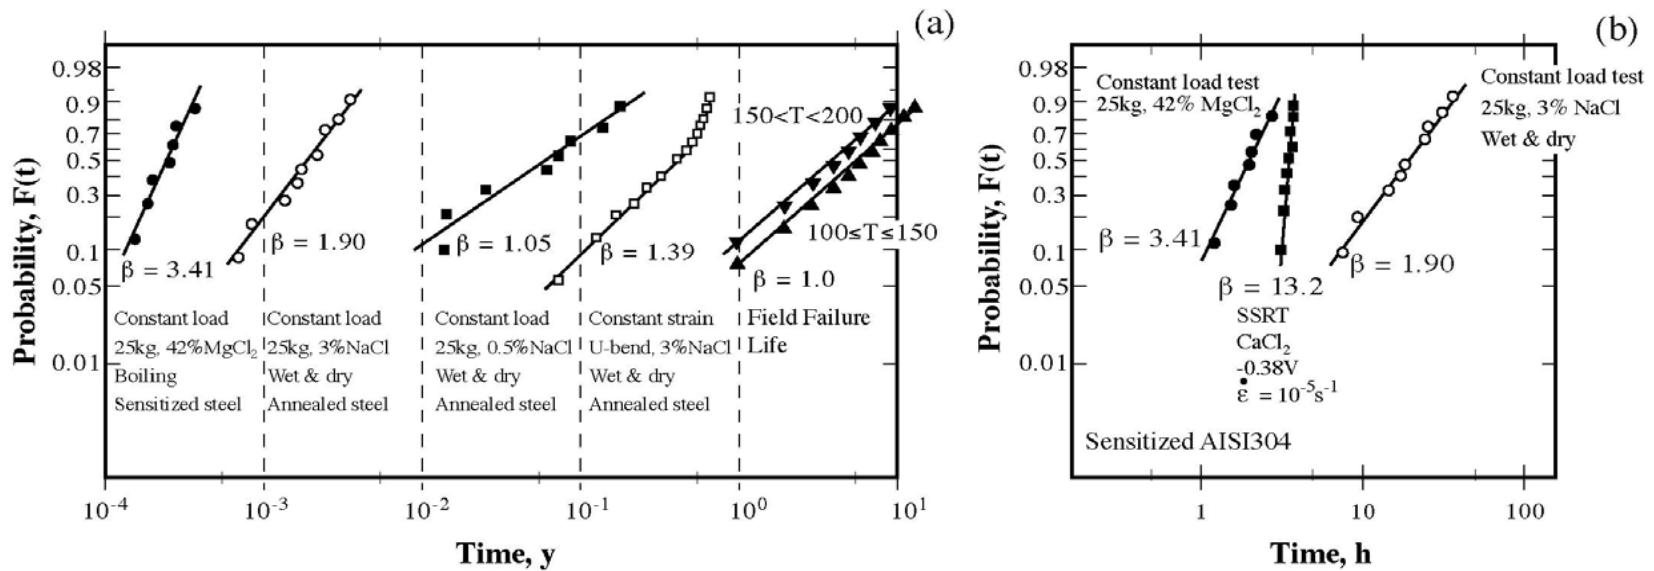 (a)
Probability, F(t)
0.98
0.9
0.7
0.5
0.3
0.1
0.05
0.01
β = 3.41
β = 1.90
β = 1.05
β = 1.39
150<T<200
100≤T≤150
β = 1.0
Constant load
25kg, 42%MgCl₂
Boiling
Sensitized steel
Constant load
25kg, 3%NaCl
Wet & dry
Annealed steel
Constant load
25kg, 0.5%NaCl
Wet & dry
Annealed steel
Constant strain
U-bend, 3%NaCl
Wet & dry
Annealed steel
Field Failure
Life
10⁻⁴ 10⁻³ 10⁻² 10⁻¹ 10⁰ 10¹
Time, y
(b)
Probability, F(t)
0.98
0.9
0.7
0.5
0.3
0.1
0.05
0.01
Constant load test
25kg, 42% MgCl₂
Constant load test
25kg, 3% NaCl
Wet & dry
β = 3.41
β = 13.2
SSRT
CaCl₂
-0.38V
ε̇ = 10⁻⁵s⁻¹
β = 1.90
Sensitized AISI304
1 10 100
Time, h